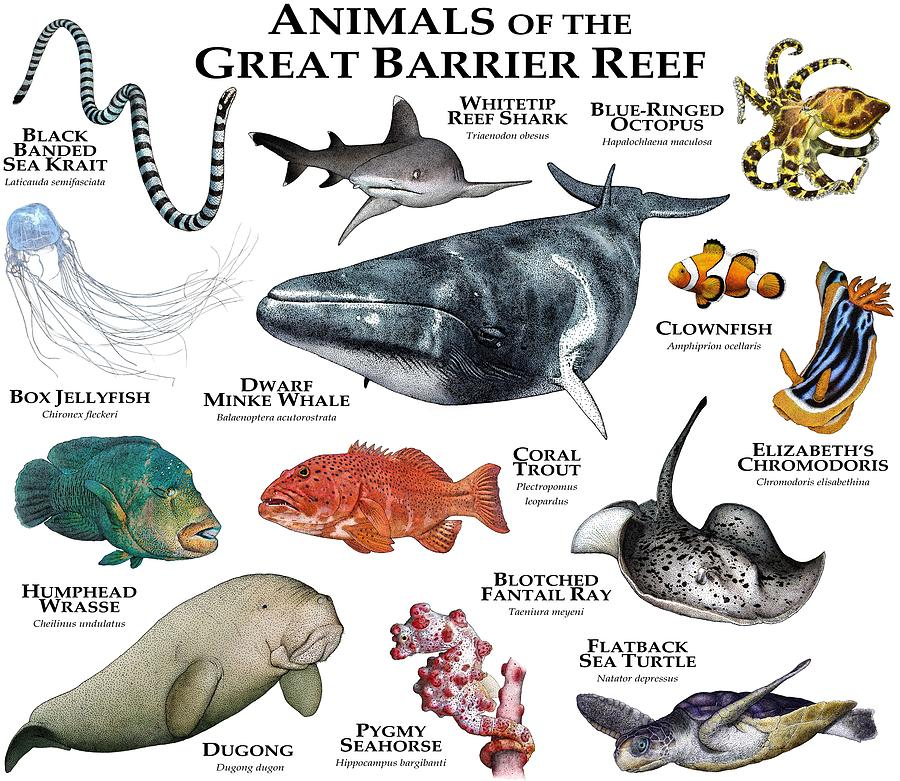 ANIMALS OF THE
GREAT BARRIER REEF
BLACK
BANDED
SEA KRAIT
Laticauda semifasciata
WHITETIP
REEF SHARK
Triaenodon obesus
BLUE-RINGED
OCTOPUS
Hapalochlaena maculosa
CLOWNFISH
Amphiprion ocellaris
BOX JELLYFISH
Chironex fleckeri
DWARF
MINKE WHALE
Balaenoptera acutorostrata
ELIZABETH'S
CHROMODORIS
Chromodoris elisabethina
CORAL
TROUT
Plectropomus
leopardus
HUMPHEAD
WRASSE
Cheilinus undulatus
BLOTCHED
FANTAIL RAY
Taeniura meyeni
FLATBACK
SEA TURTLE
Natator depressus
DUGONG
Dugong dugon
PYGMY
SEAHORSE
Hippocampus bargibanti